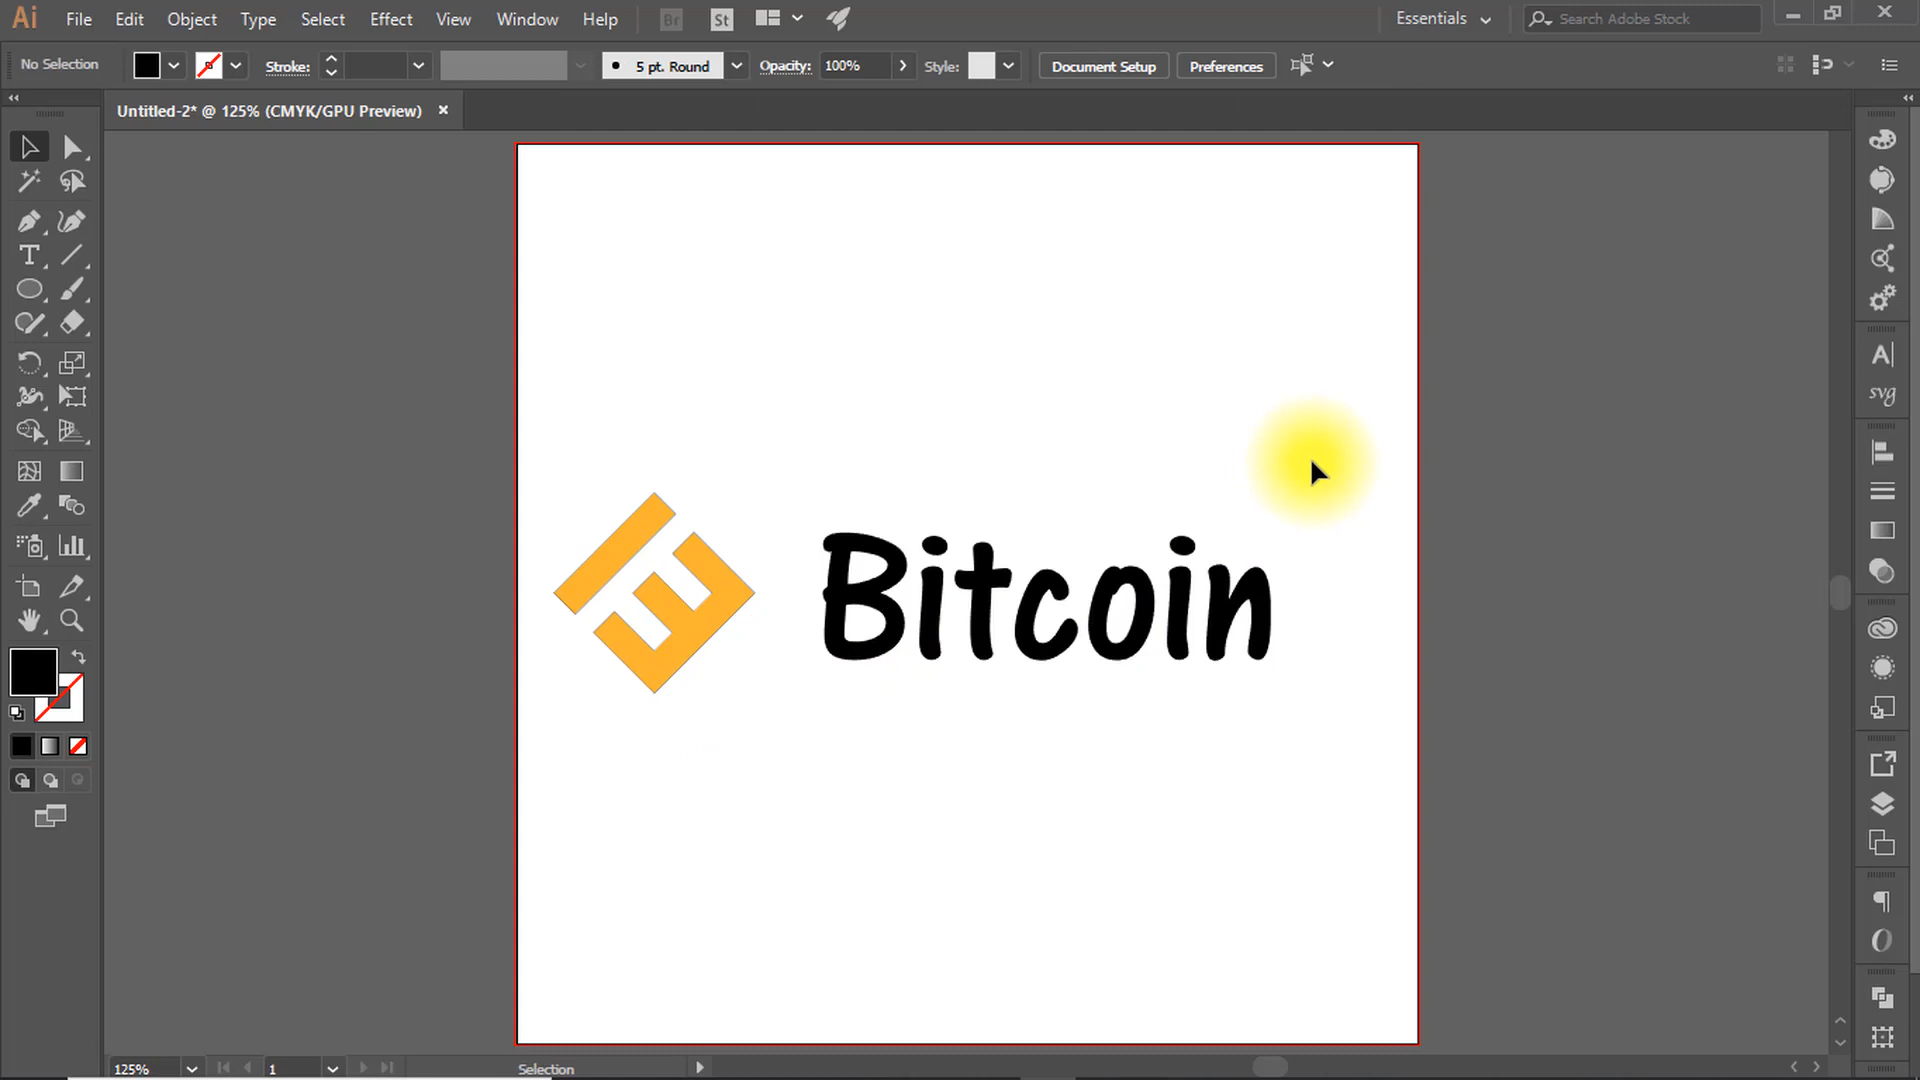 Ai File Edit Object Type Select Effect View Window Help Br St Essentials Search Adobe Stock
No Selection Stroke: 5 pt. Round Opacity: 100% Style: Document Setup Preferences
Untitled-2* @ 125% (CMYK/GPU Preview)
Bitcoin
svg
125% 1 Selection